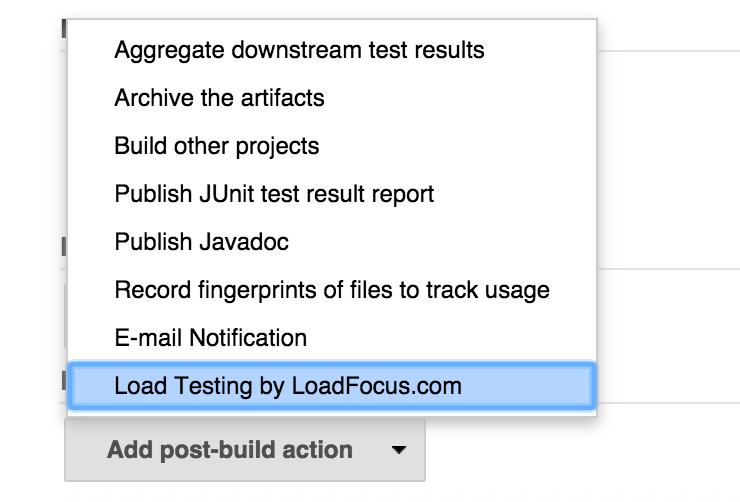 Aggregate downstream test results
Archive the artifacts
Build other projects
Publish JUnit test result report
Publish Javadoc
Record fingerprints of files to track usage
E-mail Notification
Load Testing by LoadFocus.com
Add post-build action